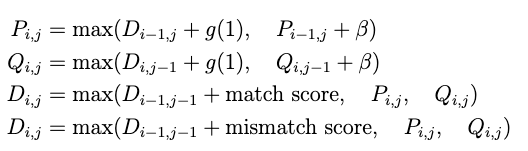 P_{i,j} = max(D_{i−1,j} + g(1), P_{i−1,j} + β)
Q_{i,j} = max(D_{i,j−1} + g(1), Q_{i,j−1} + β)
D_{i,j} = max(D_{i−1,j−1} + match score, P_{i,j}, Q_{i,j})
D_{i,j} = max(D_{i−1,j−1} + mismatch score, P_{i,j}, Q_{i,j})